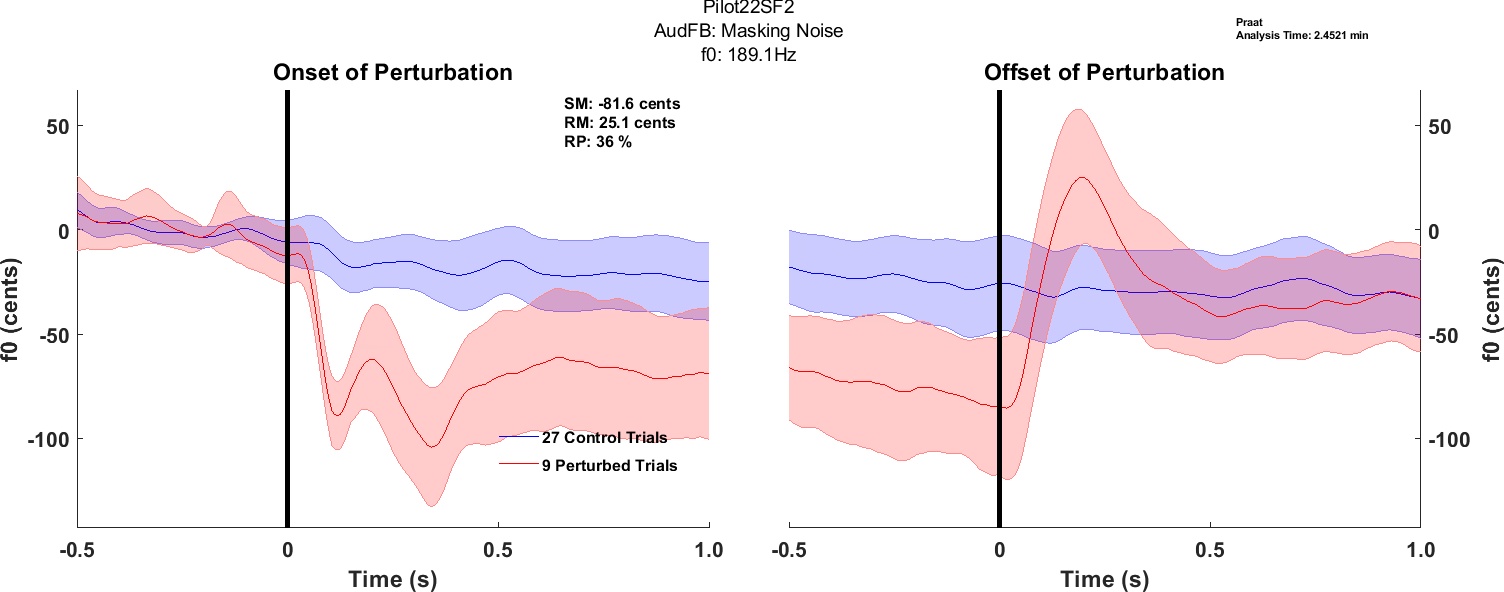 Pilot22SF2
AudFB: Masking Noise
f0: 189.1Hz
Praat
Analysis Time: 2.4521 min
Onset of Perturbation
SM: -81.6 cents
RM: 25.1 cents
RP: 36 %
50
0
-50
-100
f0 (cents)
27 Control Trials
9 Perturbed Trials
-0.5
0
0.5
1.0
Time (s)
Offset of Perturbation
50
0
-50
-100
f0 (cents)
-0.5
0
0.5
1.0
Time (s)